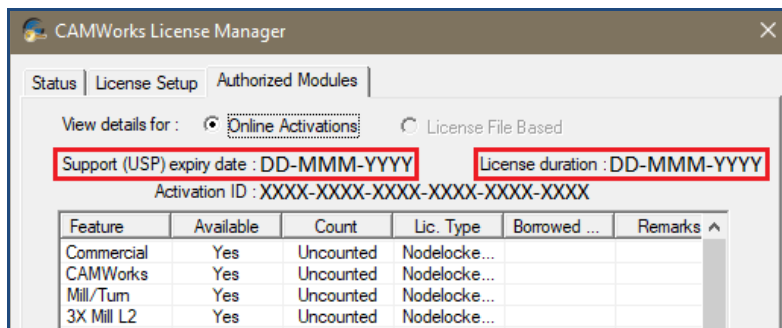 CAMWorks License Manager
Status License Setup Authorized Modules
View details for : Online Activations License File Based
Support (USP) expiry date : DD-MMM-YYYY License duration : DD-MMM-YYYY
Activation ID : XXXX-XXXX-XXXX-XXXX-XXXX-XXXX
Feature Available Count Lic. Type Borrowed ... Remarks
Commercial Yes Uncounted Nodelocke...
CAMWorks Yes Uncounted Nodelocke...
Mill/Turn Yes Uncounted Nodelocke...
3X Mill L2 Yes Uncounted Nodelocke...